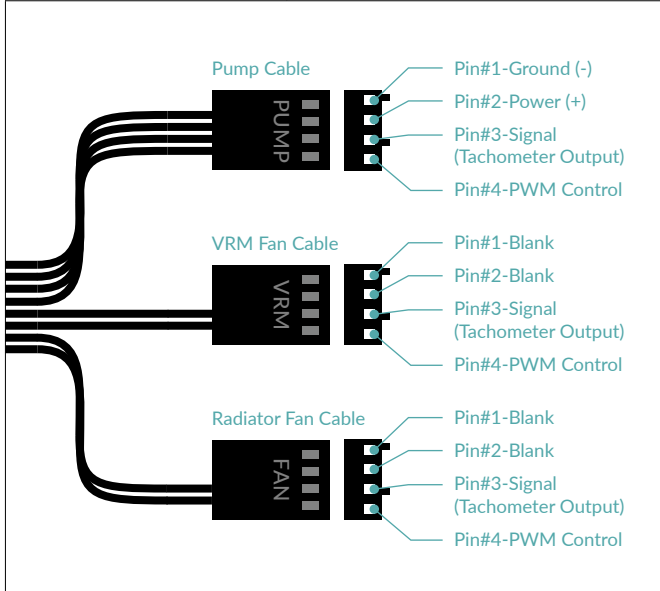 Pump Cable
PUMP
Pin#1-Ground (-)
Pin#2-Power (+)
Pin#3-Signal
(Tachometer Output)
Pin#4-PWM Control
VRM Fan Cable
VRM
Pin#1-Blank
Pin#2-Blank
Pin#3-Signal
(Tachometer Output)
Pin#4-PWM Control
Radiator Fan Cable
FAN
Pin#1-Blank
Pin#2-Blank
Pin#3-Signal
(Tachometer Output)
Pin#4-PWM Control